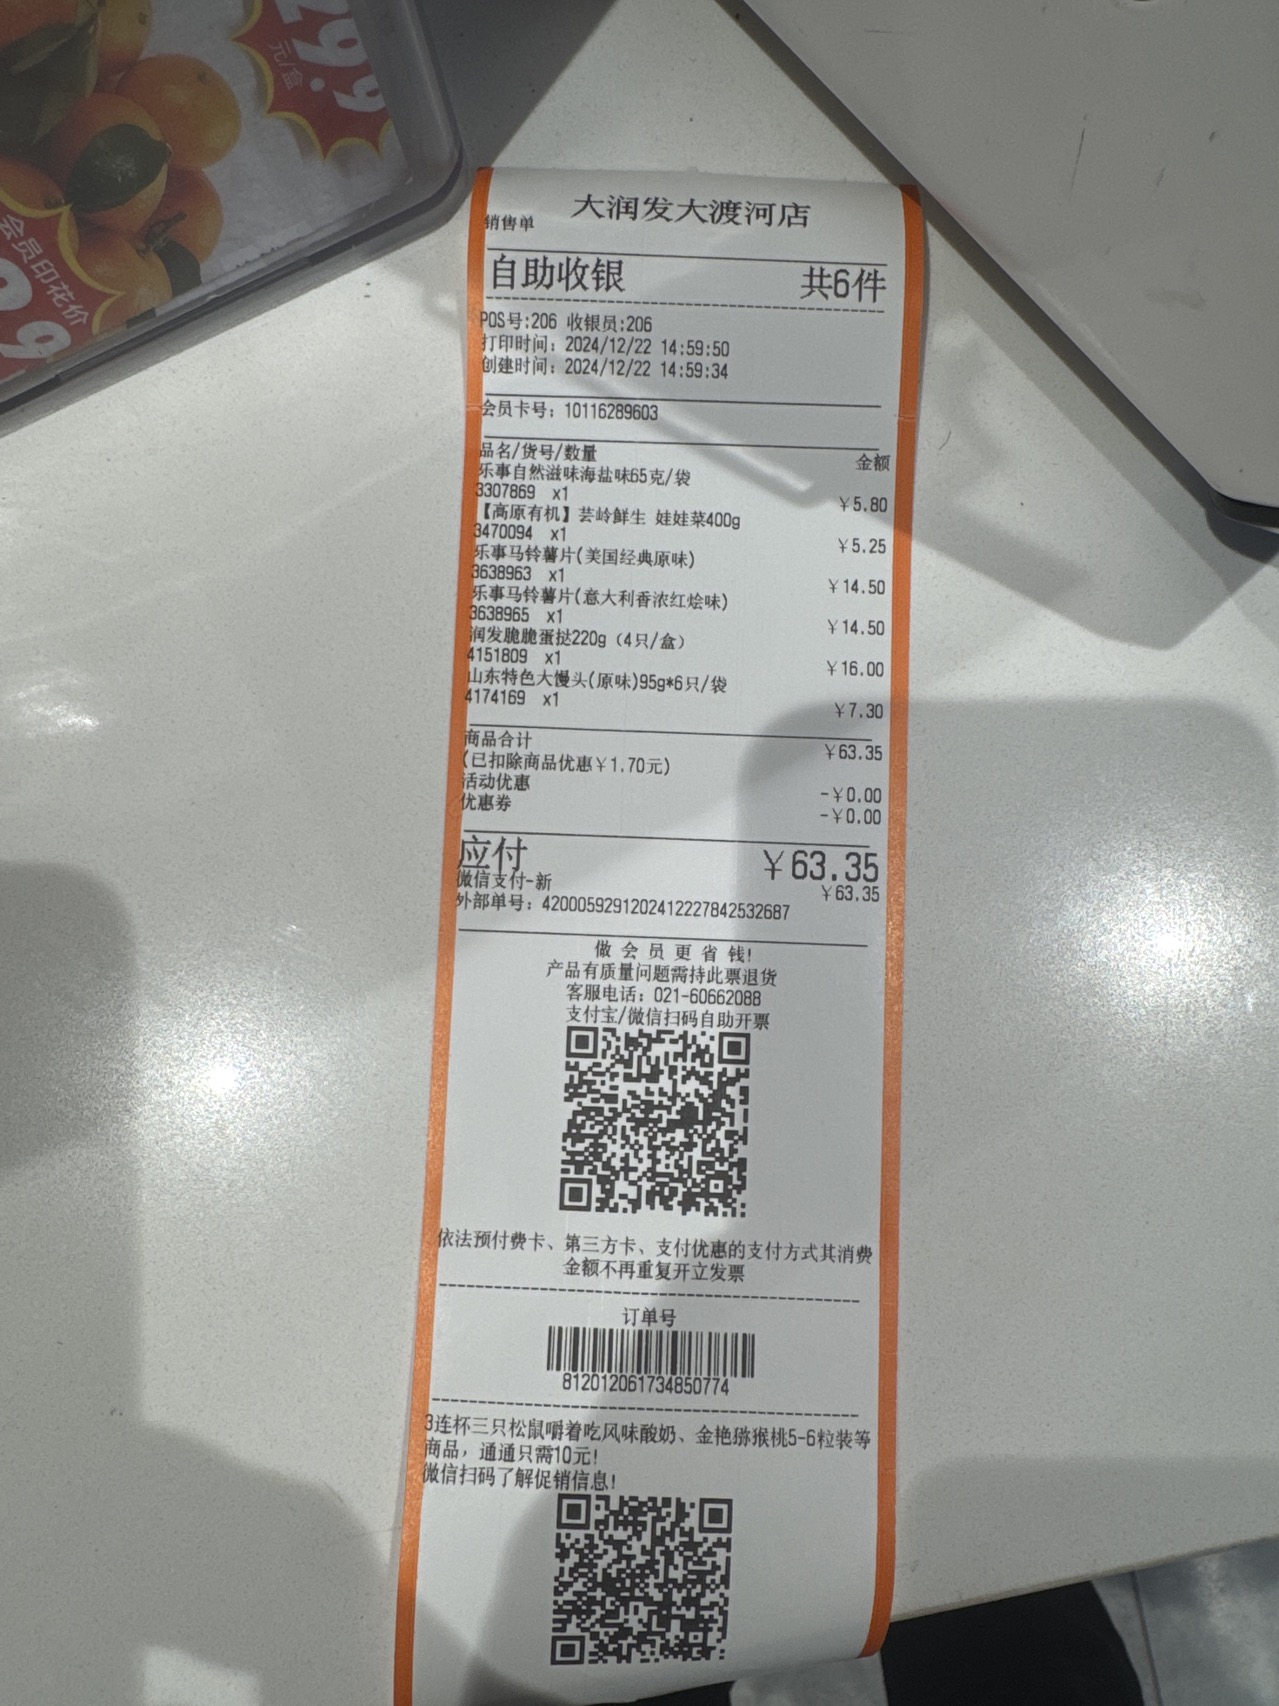 29.9
元/盒
会员印花价
9.9
大润发大渡河店
销售单
自助收银 共6件
POS号:206 收银员:206
打印时间: 2024/12/22 14:59:50
创建时间: 2024/12/22 14:59:34
会员卡号: 10116289603
品名/货号/数量 金额
乐事自然滋味海盐味65克/袋
3307869 x1 ￥5.80
【高原有机】芸岭鲜生 娃娃菜400g
3470094 x1 ￥5.25
乐事马铃薯片(美国经典原味)
3638963 x1 ￥14.50
乐事马铃薯片(意大利香浓红烩味)
3638965 x1 ￥14.50
润发脆脆蛋挞220g（4只/盒）
4151809 x1 ￥16.00
山东特色大馒头(原味)95g*6只/袋
4174169 x1 ￥7.30
商品合计 ￥63.35
(已扣除商品优惠￥1.70元)
活动优惠 -￥0.00
优惠券 -￥0.00
应付 ￥63.35
微信支付-新 ￥63.35
外部单号: 4200059291202412227842532687
做会员更省钱!
产品有质量问题需持此票退货
客服电话: 021-60662088
支付宝/微信扫码自助开票
依法预付费卡、第三方卡、支付优惠的支付方式其消费
金额不再重复开立发票
订单号
812012061734850774
3连杯三只松鼠嚼着吃风味酸奶、金艳猕猴桃5-6粒装等
商品，通通只需10元!
微信扫码了解促销信息!